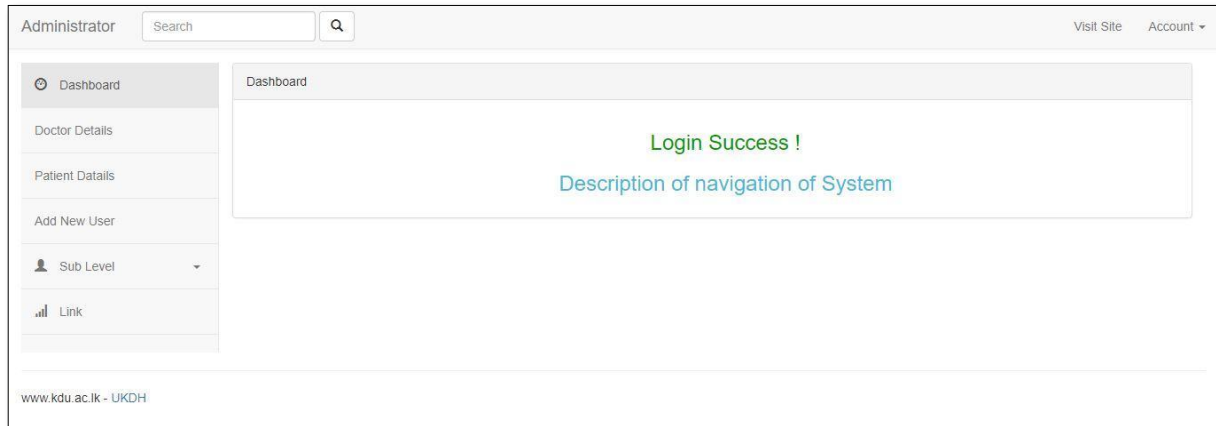 Administrator Search Visit Site Account
Dashboard
Doctor Details
Patient Datails
Add New User
Sub Level
Link
Dashboard
Login Success !
Description of navigation of System
www.kdu.ac.lk - UKDH